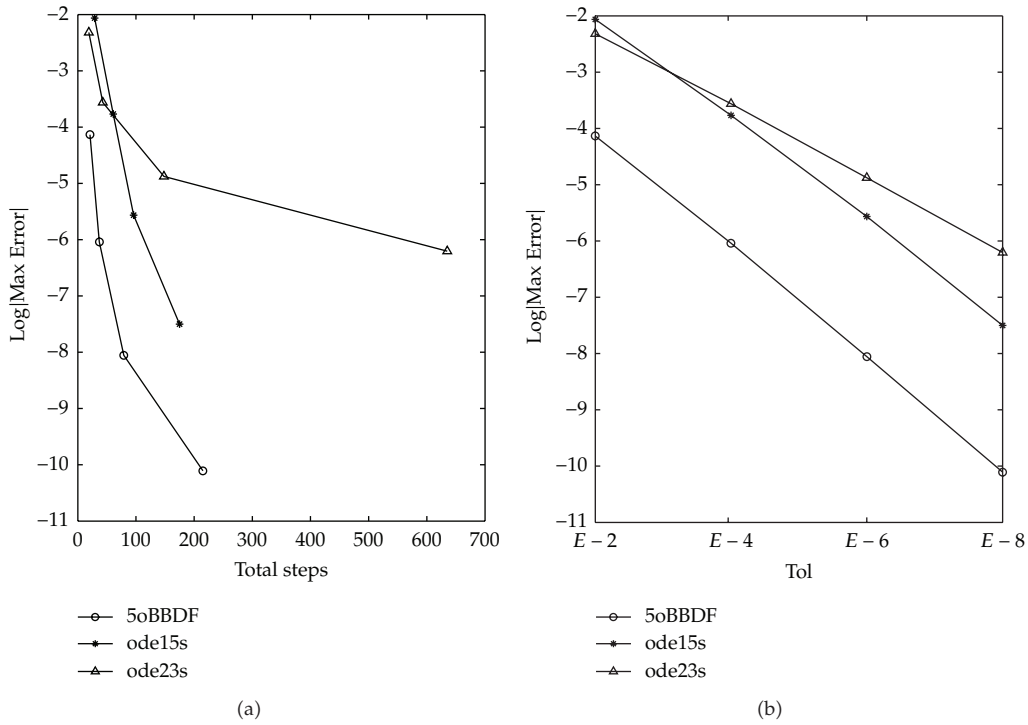 −2
−3
−4
−5
−6
−7
−8
−9
−10
−11
Log|Max Error|
0 100 200 300 400 500 600 700
Total steps
5oBBDF
ode15s
ode23s
(a)
−2
−3
−4
−5
−6
−7
−8
−9
−10
−11
Log|Max Error|
E − 2 E − 4 E − 6 E − 8
Tol
5oBBDF
ode15s
ode23s
(b)